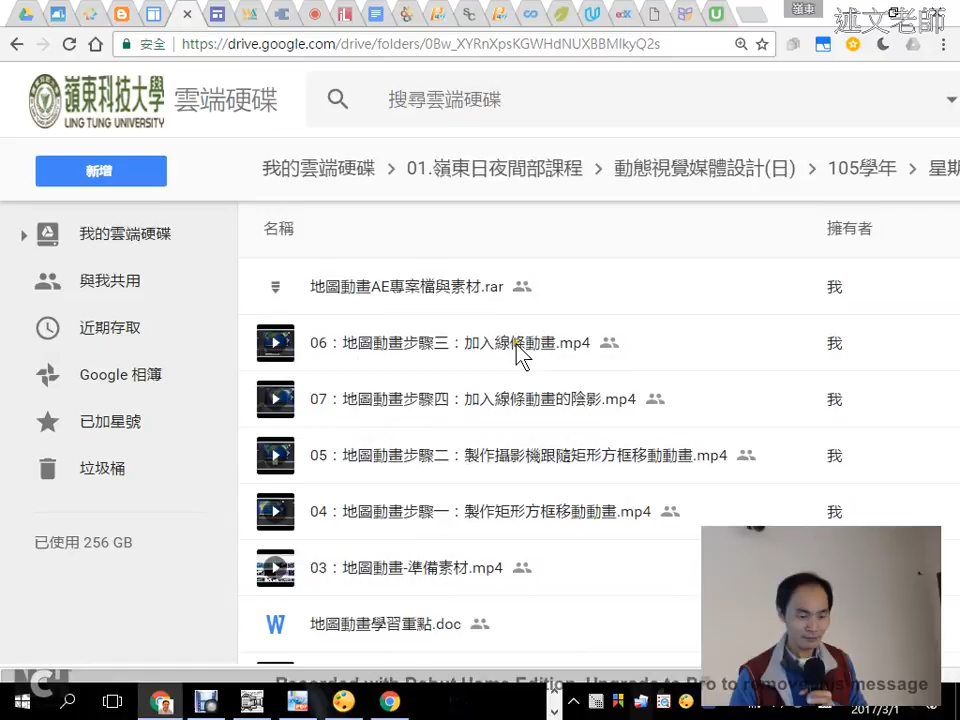 嶺東
述文老師
安全 https://drive.google.com/drive/folders/0Bw_XYRnXpsKGWHdNUXBBMlkyQ2s
嶺東科技大學
LING TUNG UNIVERSITY
雲端硬碟
搜尋雲端硬碟
新增
我的雲端硬碟 > 01.嶺東日夜間部課程 > 動態視覺媒體設計(日) > 105學年 > 星期
我的雲端硬碟
與我共用
近期存取
Google 相簿
已加星號
垃圾桶
已使用 256 GB
名稱 擁有者
地圖動畫AE專案檔與素材.rar 我
06：地圖動畫步驟三：加入線條動畫.mp4 我
07：地圖動畫步驟四：加入線條動畫的陰影.mp4 我
05：地圖動畫步驟二：製作攝影機跟隨矩形方框移動動畫.mp4 我
04：地圖動畫步驟一：製作矩形方框移動動畫.mp4 我
03：地圖動畫-準備素材.mp4
地圖動畫學習重點.doc
NCH
Recorded with Debut Home Edition. Upgrade to Pro to remove this message
2017/3/1